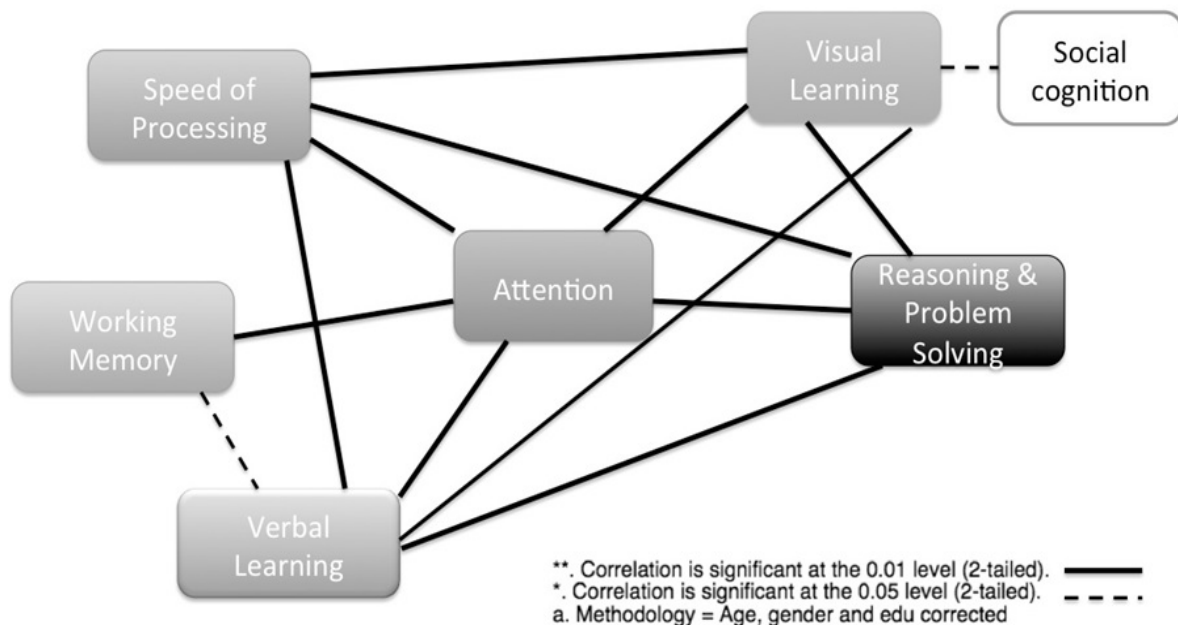 Speed of
Processing
Visual
Learning
Social
cognition
Attention
Reasoning &
Problem
Solving
Working
Memory
Verbal
Learning
**. Correlation is significant at the 0.01 level (2-tailed).
*. Correlation is significant at the 0.05 level (2-tailed).
a. Methodology = Age, gender and edu corrected